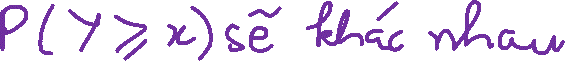 P(Y ⩾ x) sẽ khác nhau